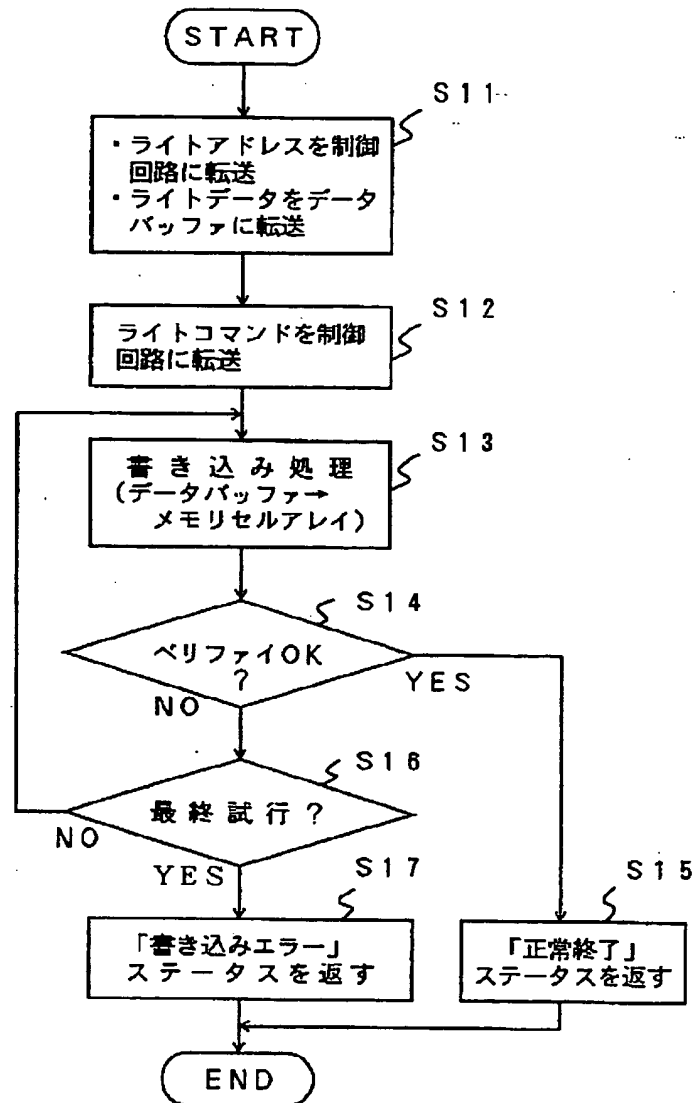 START
S11
・ライトアドレスを制御
回路に転送
・ライトデータをデータ
バッファに転送
S12
ライトコマンドを制御
回路に転送
S13
書き込み処理
(データバッファ→
メモリセルアレイ)
S14
ベリファイOK
?
YES
NO
S16
最終試行?
NO
YES
S17
S15
「書き込みエラー」
ステータスを返す
「正常終了」
ステータスを返す
END